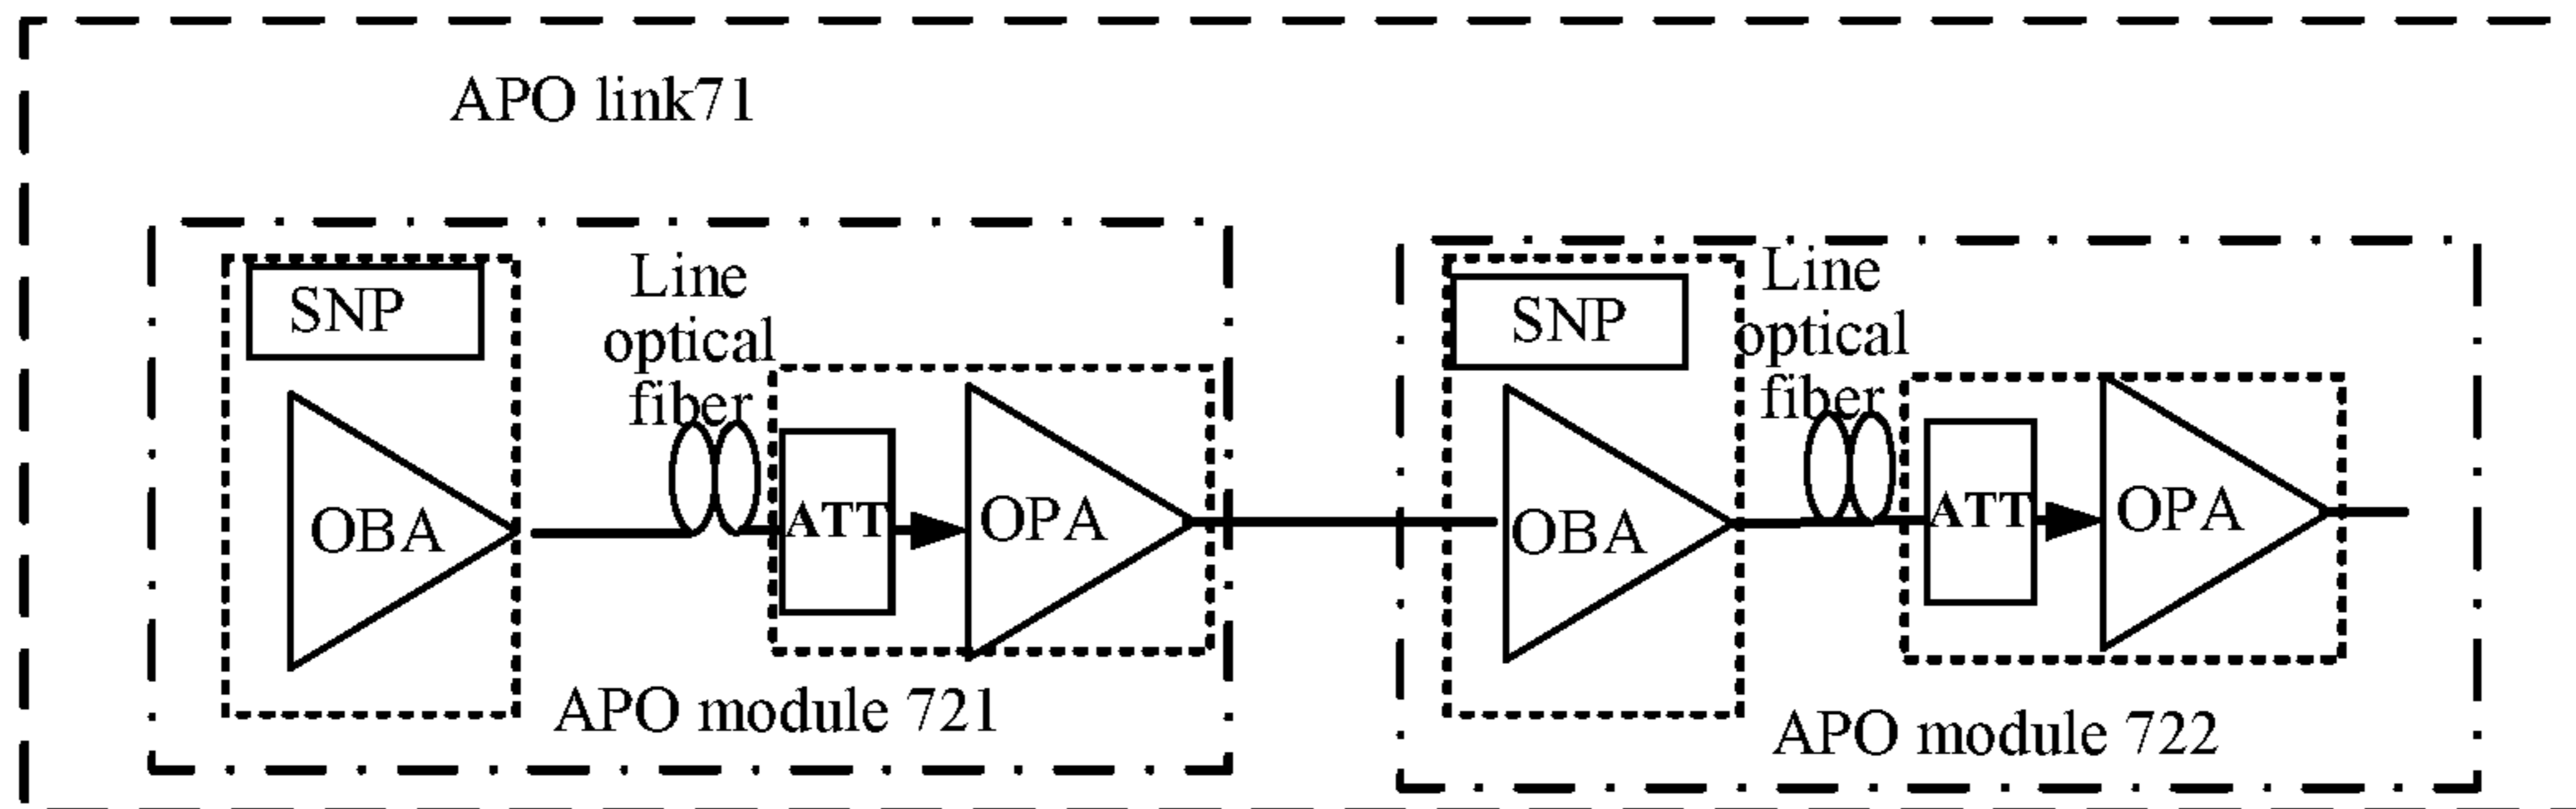 APO link71
SNP
Line
optical
fiber
OBA
ATT
OPA
APO module 721
SNP
Line
optical
fiber
OBA
ATT
OPA
APO module 722